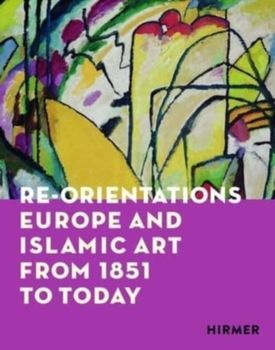 RE-ORIENTATIONS
EUROPE AND
ISLAMIC ART
FROM 1851
TO TODAY
HIRMER